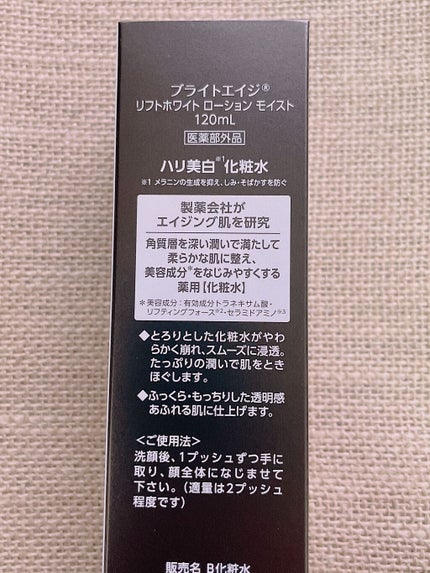 ブライトエイジ®
リフトホワイト ローション モイスト
120mL
医薬部外品
ハリ美白※1化粧水
※1 メラニンの生成を抑え、しみ・そばかすを防ぐ
製薬会社が
エイジング肌を研究
角質層を深い潤いで満たして
柔らかな肌に整え、
美容成分＊をなじみやすくする
薬用【化粧水】
＊美容成分：有効成分トラネキサム酸・
リフティングフォース※2・セラミドアミノ※3
◆とろりとした化粧水がやわ
らかく崩れ、スムーズに浸透。
たっぷりの潤いで肌をとき
ほぐします。
◆ふっくら・もっちりした透明感
あふれる肌に仕上げます。
＜ご使用法＞
洗顔後、1プッシュずつ手に
取り、顔全体になじませて
下さい。（適量は2プッシュ
程度です）
販売名 B化粧水